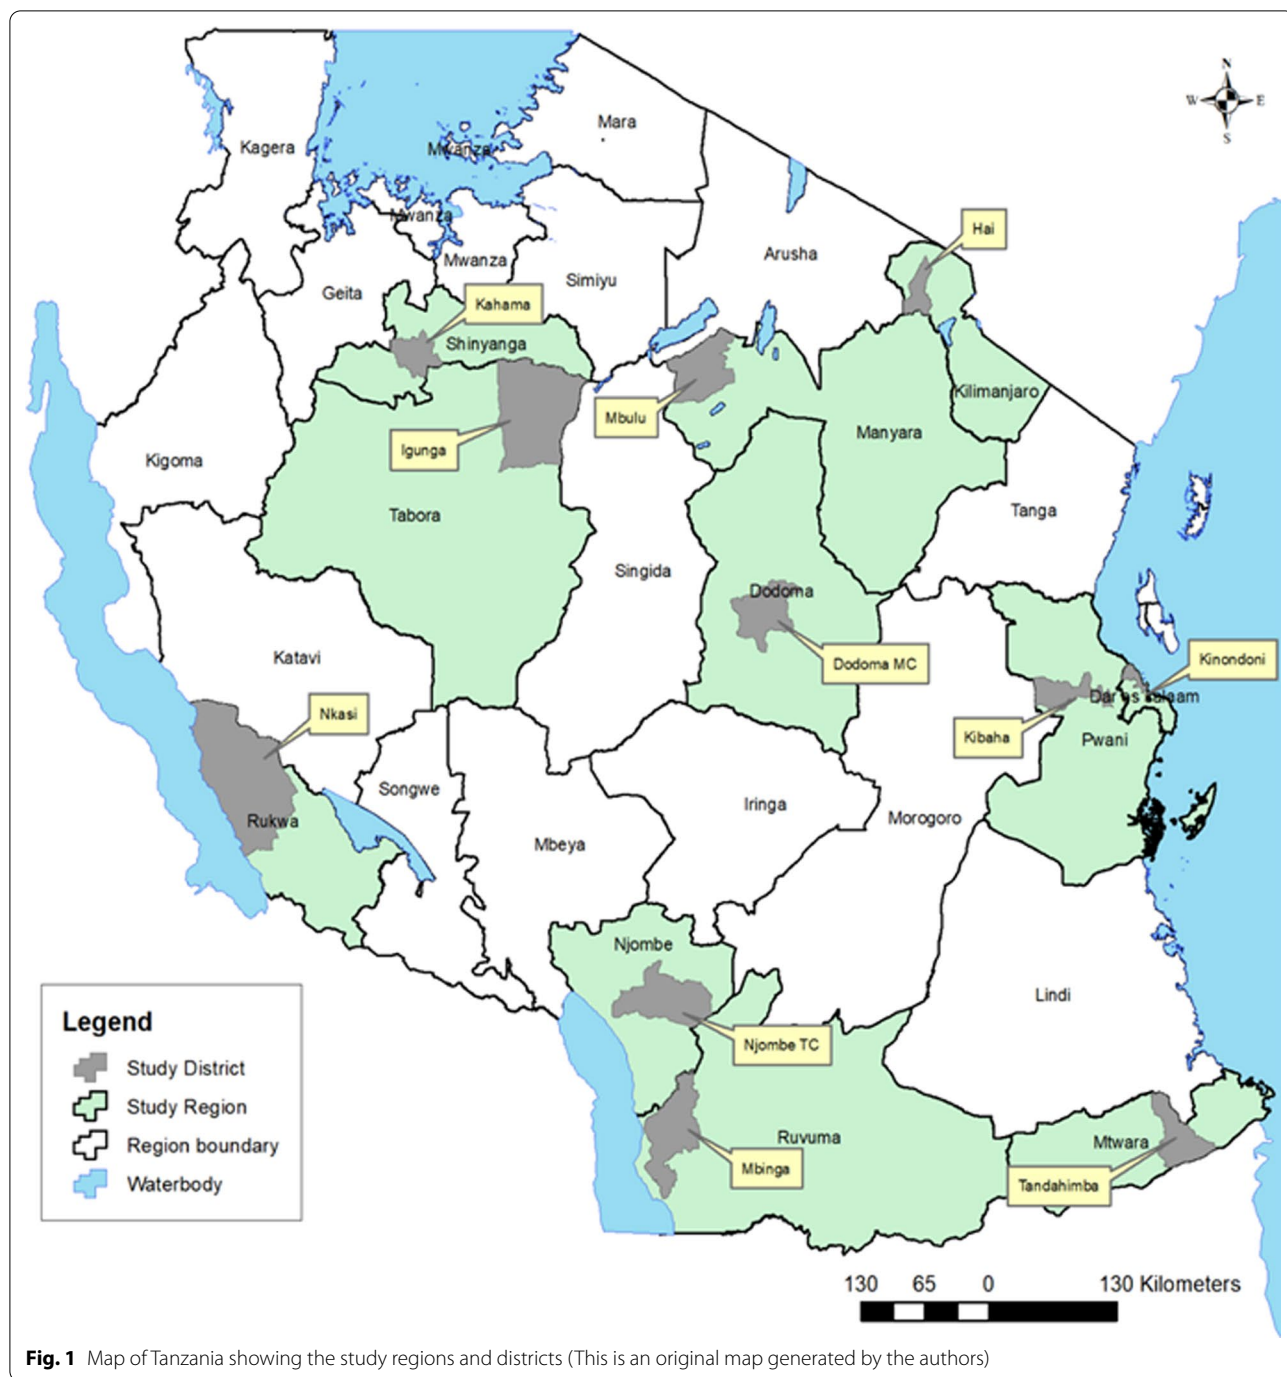 N
W E
S
Mara
Kagera
Mwanza
Mwanza
Hai
Arusha
Mwanza
Simiyu
Geita
Kahama
Shinyanga
Kilimanjaro
Mbulu
Manyara
Igunga
Kigoma
Tabora
Tanga
Singida
Dodoma
Katavi
Dodoma MC
Kinondoni
Dar es salaam
Nkasi
Kibaha
Pwani
Songwe
Iringa
Rukwa
Morogoro
Mbeya
Njombe
Lindi
Njombe TC
Ruvuma
Mtwara
Mbinga
Tandahimba
Legend
Study District
Study Region
Region boundary
Waterbody
130 65 0 130 Kilometers
Fig. 1 Map of Tanzania showing the study regions and districts (This is an original map generated by the authors)